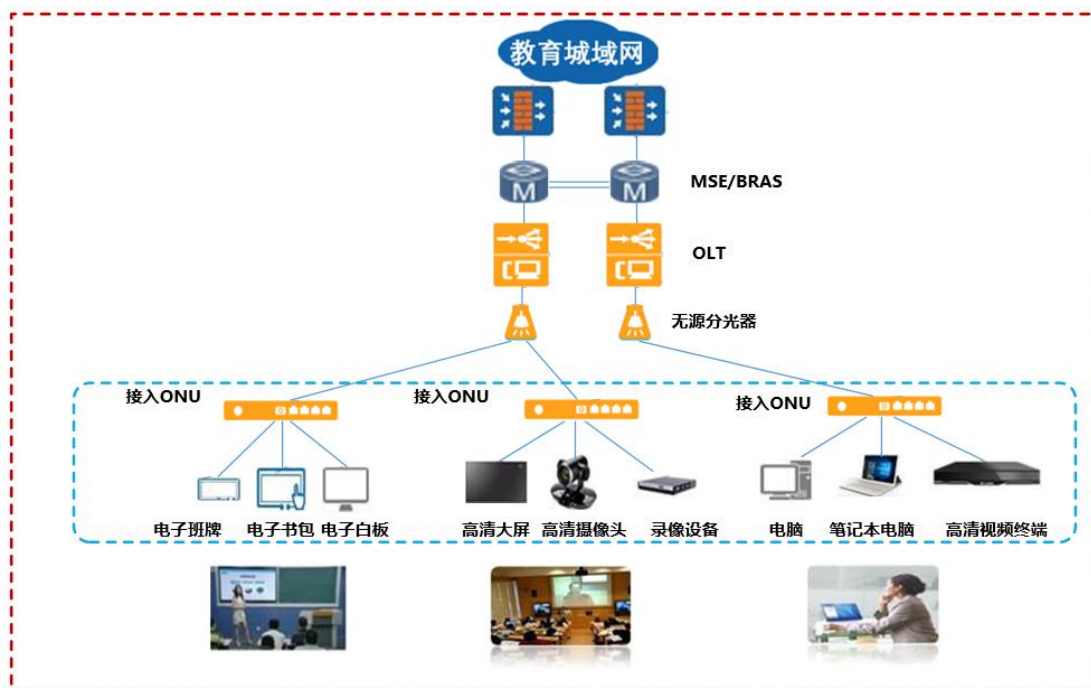 教育城域网
M
M
MSE/BRAS
OLT
无源分光器
接入ONU
接入ONU
接入ONU
电子班牌
电子书包
电子白板
高清大屏
高清摄像头
录像设备
电脑
笔记本电脑
高清视频终端